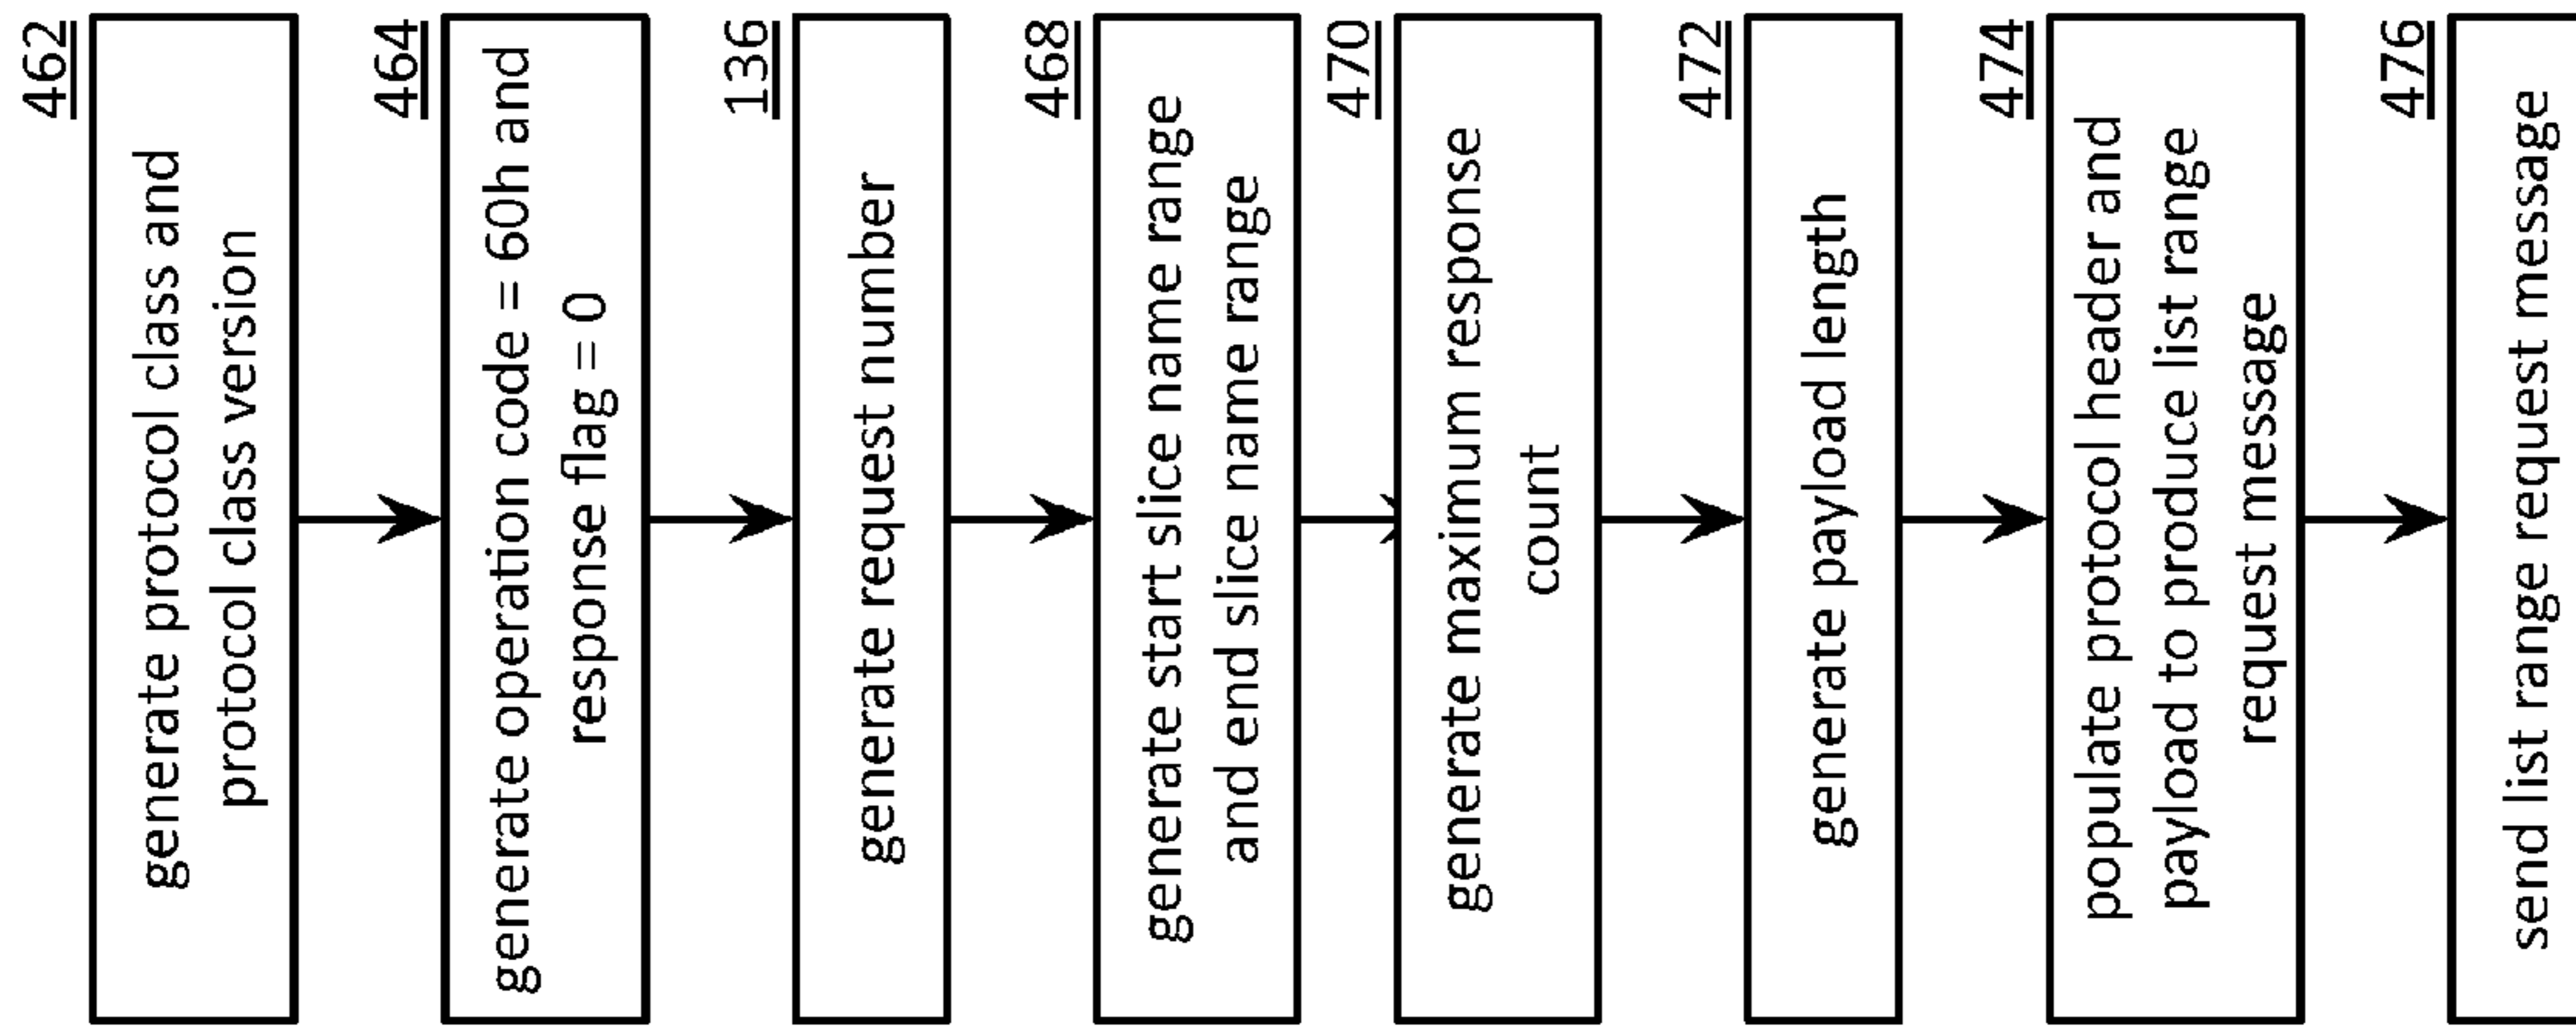 462
generate protocol class and
protocol class version
464
generate operation code = 60h and
response flag = 0
136
generate request number
468
generate start slice name range
and end slice name range
470
generate maximum response
count
472
generate payload length
474
populate protocol header and
payload to produce list range
request message
476
send list range request message